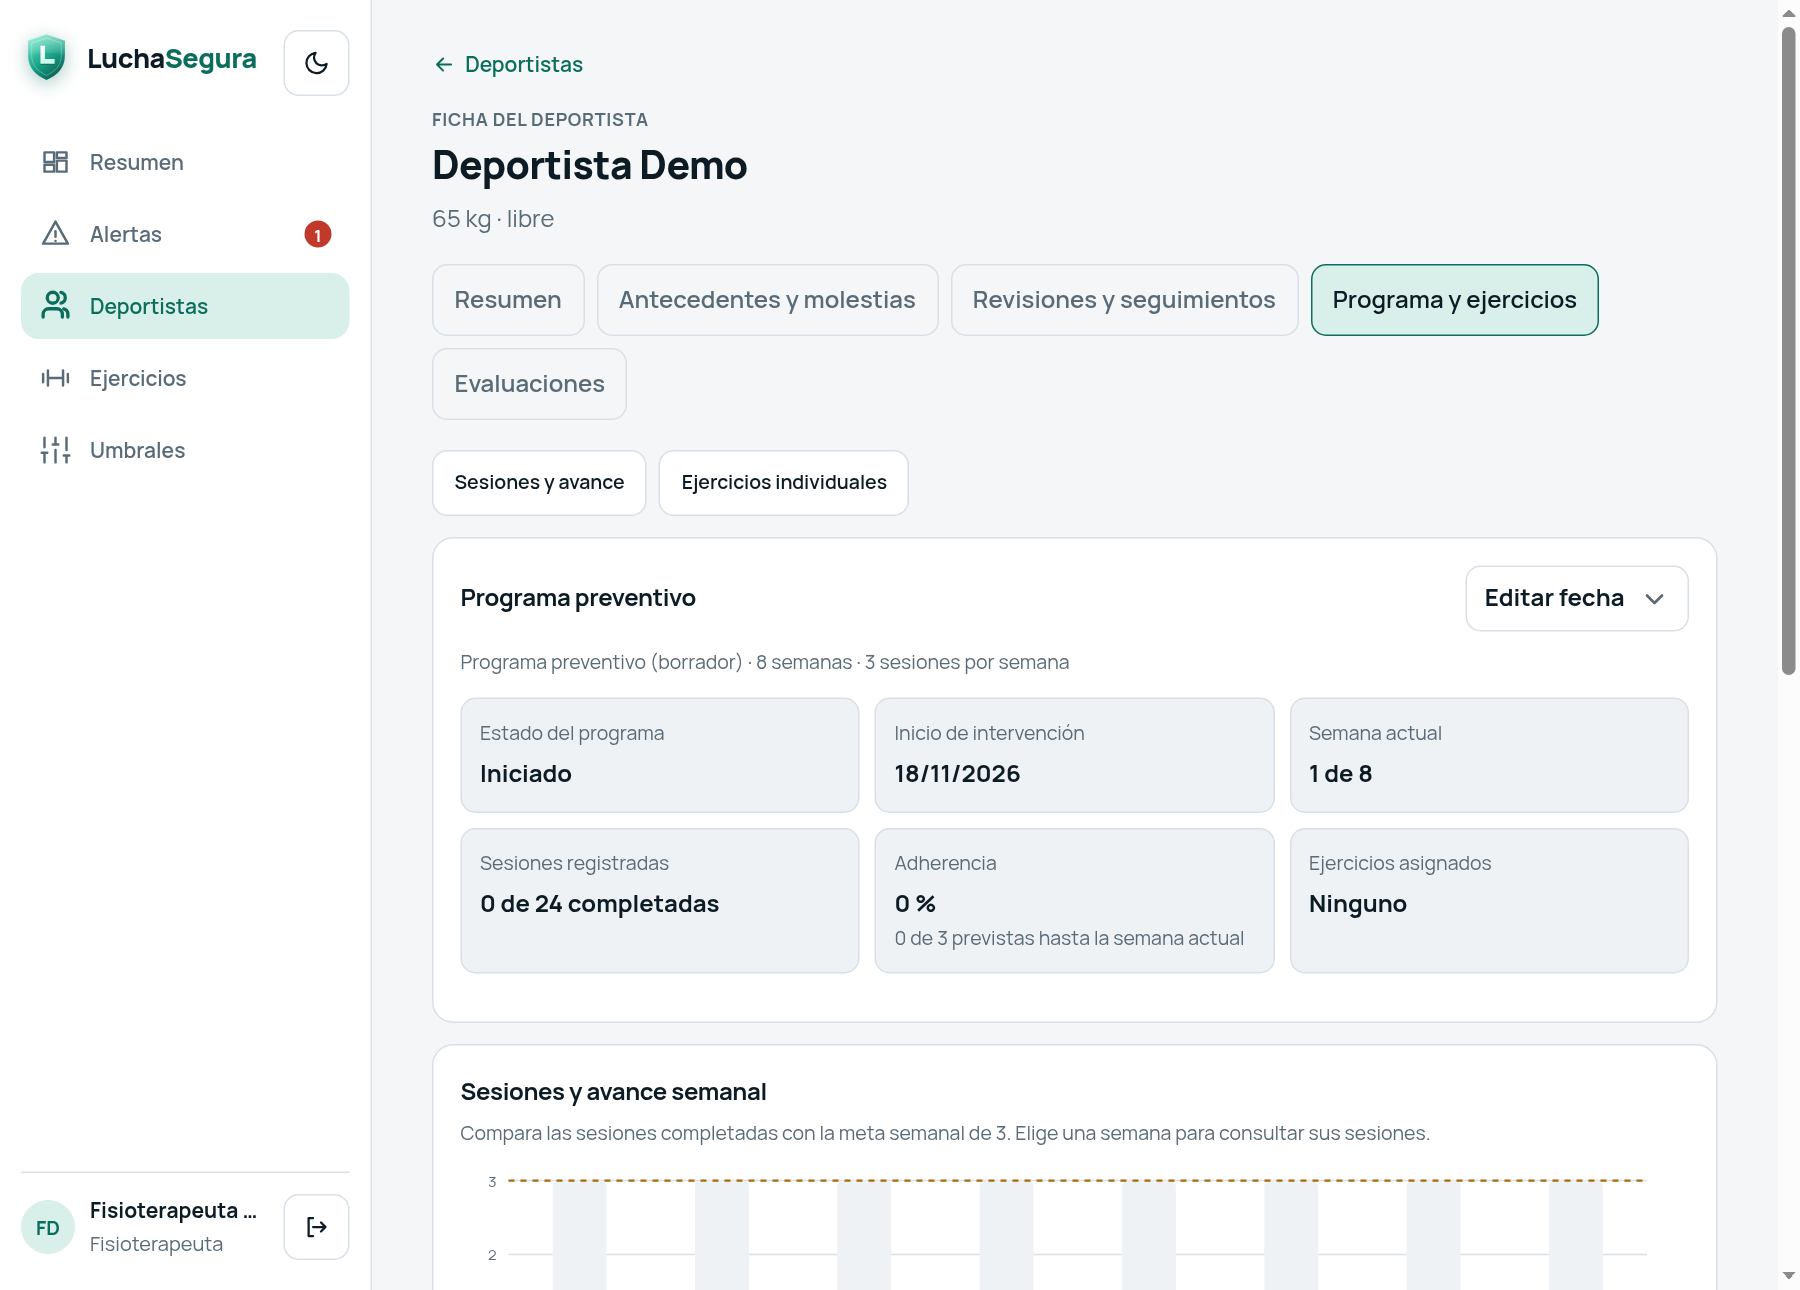 LuchaSegura
Resumen
Alertas
1
Deportistas
Ejercicios
Umbrales
FD
Fisioterapeuta ...
Fisioterapeuta
Deportistas
FICHA DEL DEPORTISTA
Deportista Demo
65 kg · libre
Resumen
Antecedentes y molestias
Revisiones y seguimientos
Programa y ejercicios
Evaluaciones
Sesiones y avance
Ejercicios individuales
Programa preventivo
Editar fecha
Programa preventivo (borrador) · 8 semanas · 3 sesiones por semana
Estado del programa
Iniciado
Inicio de intervención
18/11/2026
Semana actual
1 de 8
Sesiones registradas
0 de 24 completadas
Adherencia
0 %
0 de 3 previstas hasta la semana actual
Ejercicios asignados
Ninguno
Sesiones y avance semanal
Compara las sesiones completadas con la meta semanal de 3. Elige una semana para consultar sus sesiones.
3
2